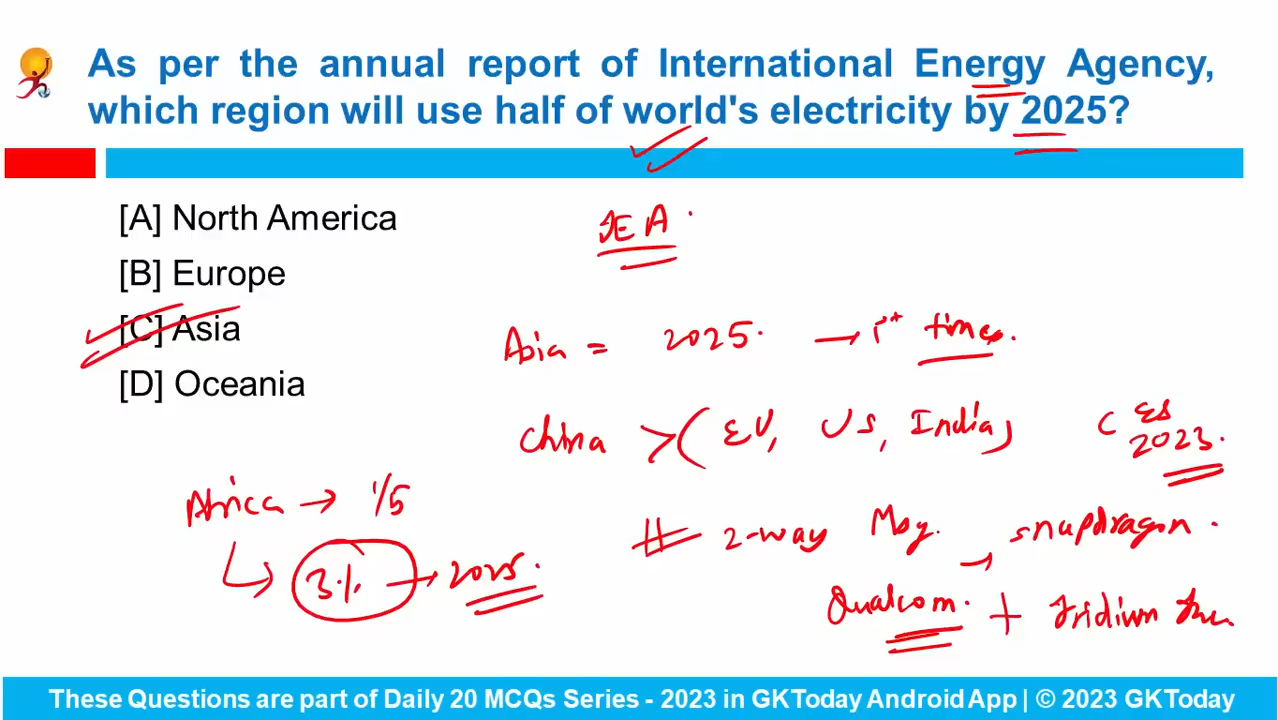 As per the annual report of International Energy Agency,
which region will use half of world's electricity by 2025?
[A] North America
[B] Europe
[C] Asia
[D] Oceania
IEA
Asia = 2025. → 1st times.
China > (EU, US, India)
CES
2023.
Africa → 1/5
3% → 2025.
# 2-way Msg. → snapdragon.
Qualcom. + Iridium
These Questions are part of Daily 20 MCQs Series - 2023 in GKToday Android App | © 2023 GKToday